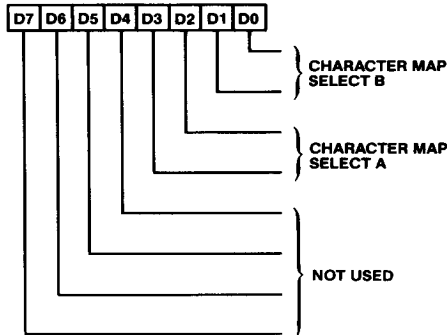 D7 D6 D5 D4 D3 D2 D1 D0
CHARACTER MAP
SELECT B
CHARACTER MAP
SELECT A
NOT USED